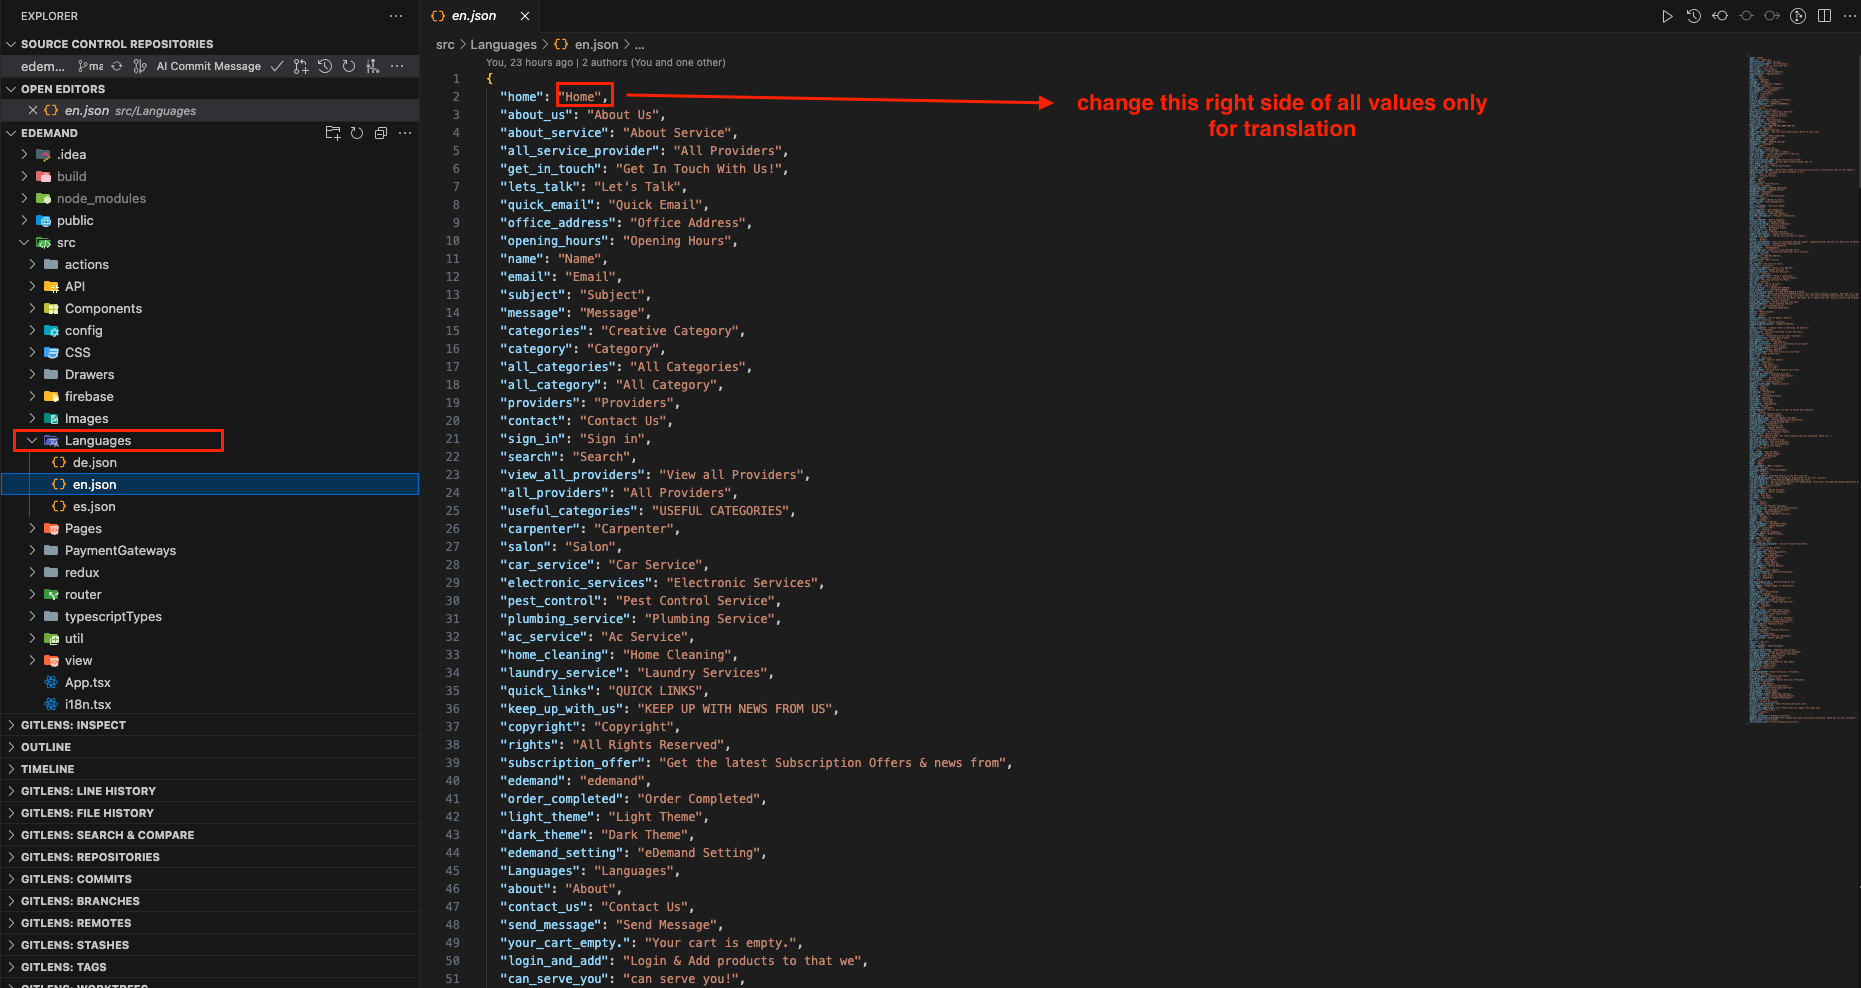 EXPLORER
SOURCE CONTROL REPOSITORIES
edem... ma AI Commit Message
OPEN EDITORS
en.json src/Languages
EDEMAND
.idea
build
node_modules
public
src
actions
API
Components
config
CSS
Drawers
firebase
Images
Languages
de.json
en.json
es.json
Pages
PaymentGateways
redux
router
typescriptTypes
util
view
App.tsx
i18n.tsx
GITLENS: INSPECT
OUTLINE
TIMELINE
GITLENS: LINE HISTORY
GITLENS: FILE HISTORY
GITLENS: SEARCH & COMPARE
GITLENS: REPOSITORIES
GITLENS: COMMITS
GITLENS: BRANCHES
GITLENS: REMOTES
GITLENS: STASHES
GITLENS: TAGS
GITLENS: WORKTREES
{} en.json
src > Languages > {} en.json > ...
You, 23 hours ago | 2 authors (You and one other)
1 {
2 "home": "Home",
change this right side of all values only
for translation
3 "about_us": "About Us",
4 "about_service": "About Service",
5 "all_service_provider": "All Providers",
6 "get_in_touch": "Get In Touch With Us!",
7 "lets_talk": "Let's Talk",
8 "quick_email": "Quick Email",
9 "office_address": "Office Address",
10 "opening_hours": "Opening Hours",
11 "name": "Name",
12 "email": "Email",
13 "subject": "Subject",
14 "message": "Message",
15 "categories": "Creative Category",
16 "category": "Category",
17 "all_categories": "All Categories",
18 "all_category": "All Category",
19 "providers": "Providers",
20 "contact": "Contact Us",
21 "sign_in": "Sign in",
22 "search": "Search",
23 "view_all_providers": "View all Providers",
24 "all_providers": "All Providers",
25 "useful_categories": "USEFUL CATEGORIES",
26 "carpenter": "Carpenter",
27 "salon": "Salon",
28 "car_service": "Car Service",
29 "electronic_services": "Electronic Services",
30 "pest_control": "Pest Control Service",
31 "plumbing_service": "Plumbing Service",
32 "ac_service": "Ac Service",
33 "home_cleaning": "Home Cleaning",
34 "laundry_service": "Laundry Services",
35 "quick_links": "QUICK LINKS",
36 "keep_up_with_us": "KEEP UP WITH NEWS FROM US",
37 "copyright": "Copyright",
38 "rights": "All Rights Reserved",
39 "subscription_offer": "Get the latest Subscription Offers & news from",
40 "edemand": "edemand",
41 "order_completed": "Order Completed",
42 "light_theme": "Light Theme",
43 "dark_theme": "Dark Theme",
44 "edemand_setting": "eDemand Setting",
45 "Languages": "Languages",
46 "about": "About",
47 "contact_us": "Contact Us",
48 "send_message": "Send Message",
49 "your_cart_empty.": "Your cart is empty.",
50 "login_and_add": "Login & Add products to that we",
51 "can_serve_you": "can serve you!",